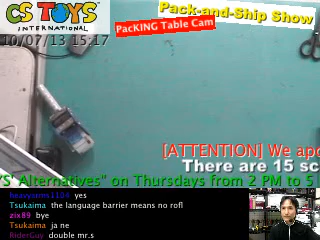 CS TOYS
INTERNATIONAL
Pack-and-Ship Show
PacKING Table Cam
10/07/13 15:17
[ATTENTION] We apo
There are 15 sc
YS' Alternatives" on Thursdays from 2 PM to 5
heavyarms1104 yes
Tsukaima the language barrier means no rofl
zix89 bye
Tsukaima ja ne
RiderGuy double mr.s